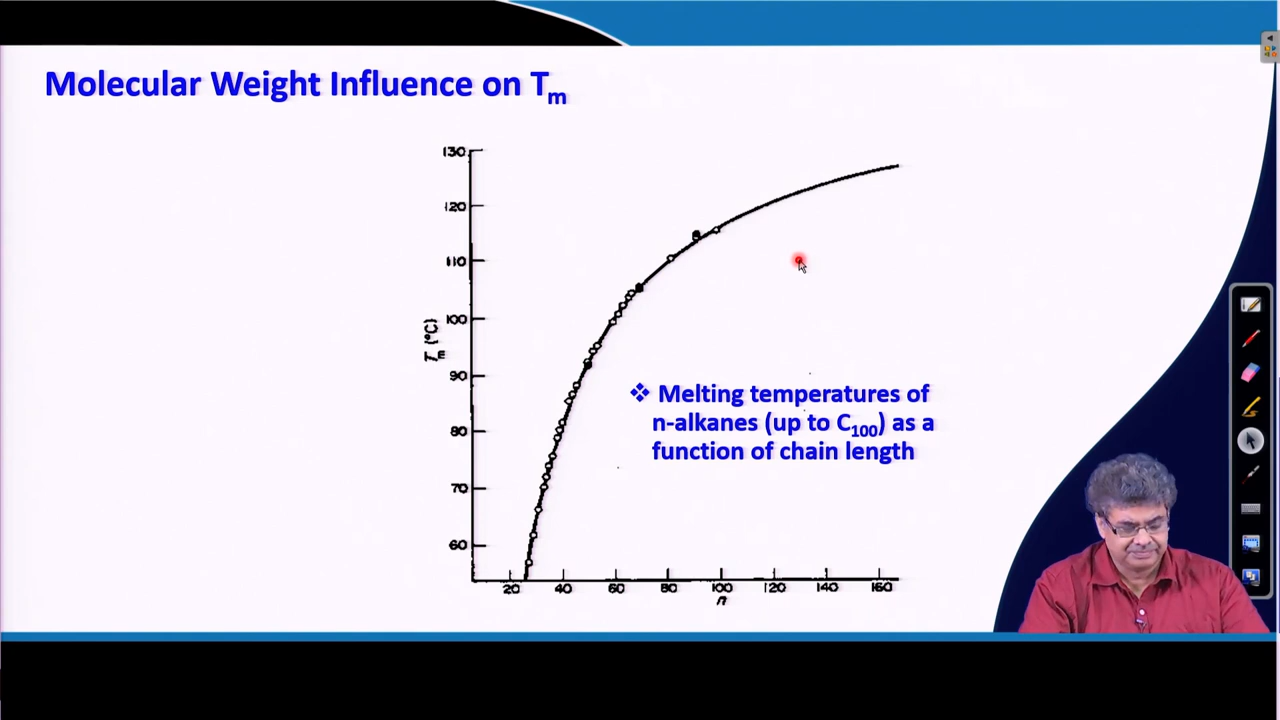 Molecular Weight Influence on Tm
130
120
110
100
90
80
70
60
Tm (°C)
❖ Melting temperatures of
n-alkanes (up to C100) as a
function of chain length
20 40 60 80 100 120 140 160
n